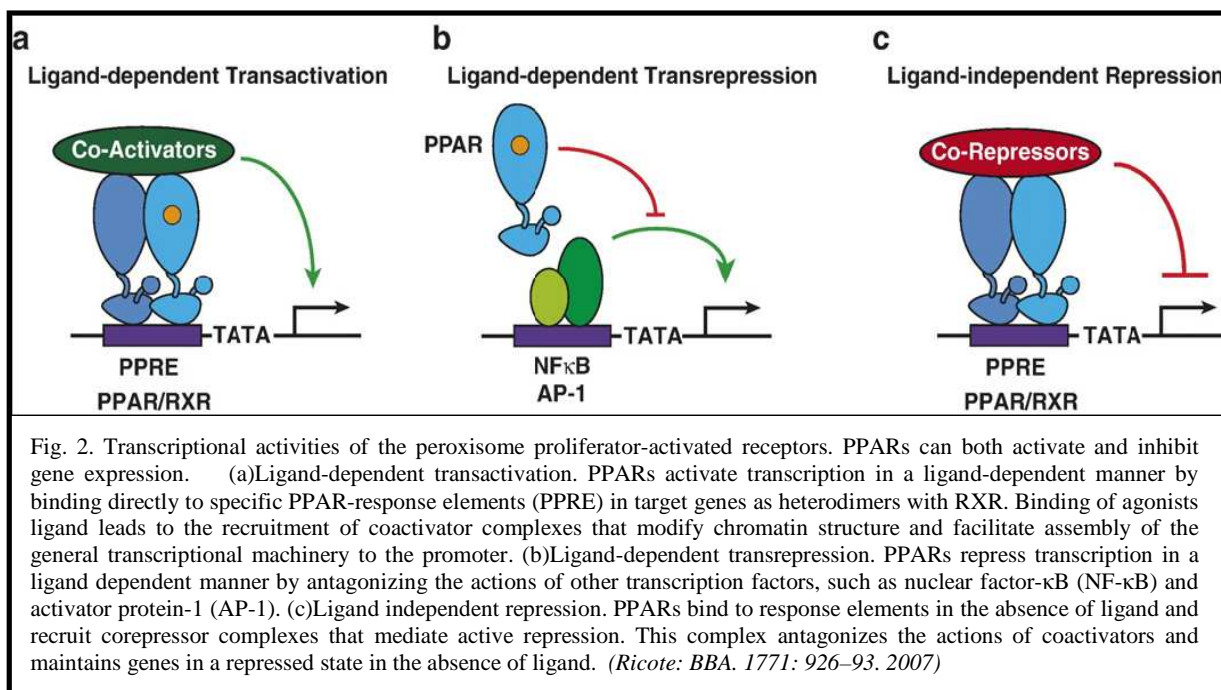 a
Ligand-dependent Transactivation
Co-Activators
TATA
PPRE
PPAR/RXR
b
Ligand-dependent Transrepression
PPAR
TATA
NFκB
AP-1
c
Ligand-independent Repression
Co-Repressors
TATA
PPRE
PPAR/RXR
Fig. 2. Transcriptional activities of the peroxisome proliferator-activated receptors. PPARs can both activate and inhibit
gene expression. (a)Ligand-dependent transactivation. PPARs activate transcription in a ligand-dependent manner by
binding directly to specific PPAR-response elements (PPRE) in target genes as heterodimers with RXR. Binding of agonists
ligand leads to the recruitment of coactivator complexes that modify chromatin structure and facilitate assembly of the
general transcriptional machinery to the promoter. (b)Ligand-dependent transrepression. PPARs repress transcription in a
ligand dependent manner by antagonizing the actions of other transcription factors, such as nuclear factor-κB (NF-κB) and
activator protein-1 (AP-1). (c)Ligand independent repression. PPARs bind to response elements in the absence of ligand and
recruit corepressor complexes that mediate active repression. This complex antagonizes the actions of coactivators and
maintains genes in a repressed state in the absence of ligand. (Ricote: BBA. 1771: 926–93. 2007)